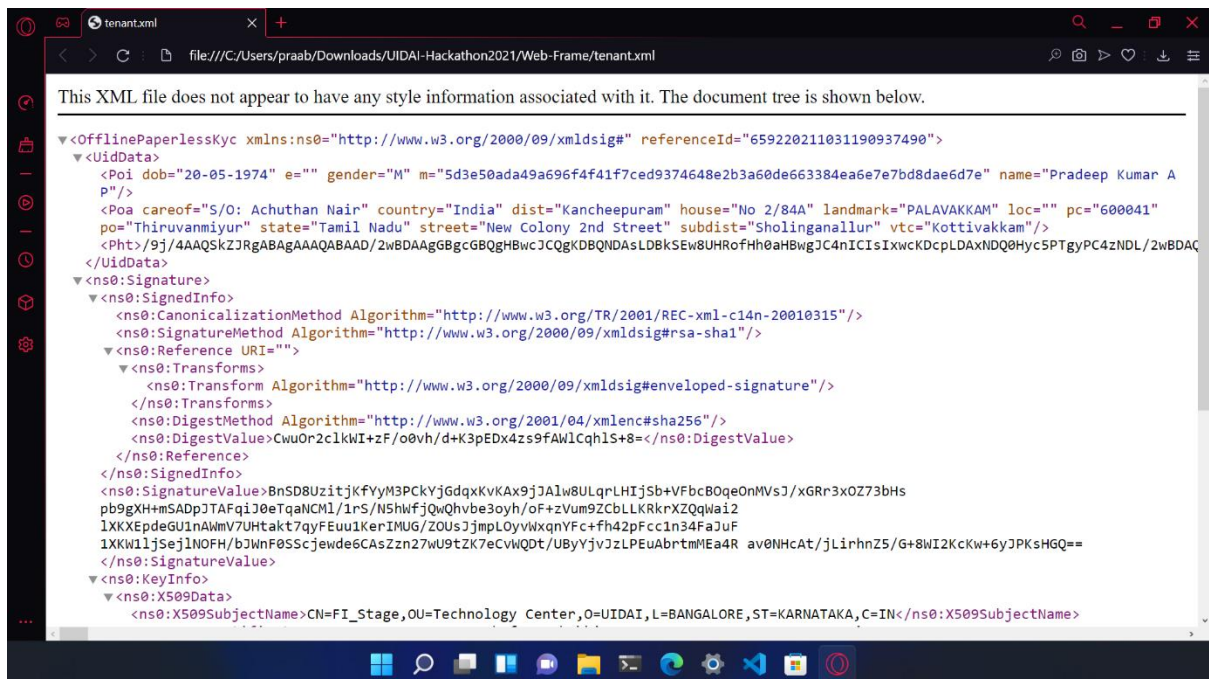 tenant.xml
file:///C:/Users/praab/Downloads/UIDAI-Hackathon2021/Web-Frame/tenant.xml
This XML file does not appear to have any style information associated with it. The document tree is shown below.
▼<OfflinePaperlessKyc xmlns:ns0="http://www.w3.org/2000/09/xmldsig#" referenceId="659220211031190937490">
▼<UidData>
<Poi dob="20-05-1974" e="" gender="M" m="5d3e50ada49a696f4f41f7ced9374648e2b3a60de663384ea6e7e7bd8dae6d7e" name="Pradeep Kumar A
P"/>
<Poa careof="S/O: Achuthan Nair" country="India" dist="Kancheepuram" house="No 2/84A" landmark="PALAVAKKAM" loc="" pc="600041"
po="Thiruvanmiyur" state="Tamil Nadu" street="New Colony 2nd Street" subdist="Sholinganallur" vtc="Kottivakkam"/>
<Pht>/9j/4AAQSkZJRgABAgAAAQABAAD/2wBDAAgGBgcGBQgHBwcJCQgKDBQNDAsLDBkSEw8UHRofHh0aHBwgJC4nICIsIxwcKDcpLDAxNDQ0Hyc5PTgyPC4zNDL/2wBDAQ
</UidData>
▼<ns0:Signature>
▼<ns0:SignedInfo>
<ns0:CanonicalizationMethod Algorithm="http://www.w3.org/TR/2001/REC-xml-c14n-20010315"/>
<ns0:SignatureMethod Algorithm="http://www.w3.org/2000/09/xmldsig#rsa-sha1"/>
▼<ns0:Reference URI="">
▼<ns0:Transforms>
<ns0:Transform Algorithm="http://www.w3.org/2000/09/xmldsig#enveloped-signature"/>
</ns0:Transforms>
<ns0:DigestMethod Algorithm="http://www.w3.org/2001/04/xmlenc#sha256"/>
<ns0:DigestValue>CwuOr2clkWI+zF/o0vh/d+K3pEDx4zs9fAWlCqhlS+8=</ns0:DigestValue>
</ns0:Reference>
</ns0:SignedInfo>
<ns0:SignatureValue>BnSD8UzitjKfYyM3PCkYjGdqxKvKAx9jJAlw8ULqrLHIjSb+VFbcBOqeOnMVsJ/xGRr3xOZ73bHs
pb9gXH+mSADpJTAFqiJ0eTqaNCMl/1rS/N5hWfjQwQhvbe3oyh/oF+zVum9ZCbLLKRkrXZQqWai2
lXKXEpdeGU1nAWmV7UHtakt7qyFEuu1KerIMUG/ZOUsJjmpLOyvWxqnYFc+fh42pFcc1n34FaJuF
1XKW1ljSejlNOFH/bJWnF0SScjewde6CAsZzn27wU9tZK7eCvWQDt/UByYjvJzLPEuAbrtmMEa4R av0NHcAt/jLirhnZ5/G+8WI2KcKw+6yJPKsHGQ==
</ns0:SignatureValue>
▼<ns0:KeyInfo>
▼<ns0:X509Data>
<ns0:X509SubjectName>CN=FI_Stage,OU=Technology Center,O=UIDAI,L=BANGALORE,ST=KARNATAKA,C=IN</ns0:X509SubjectName>